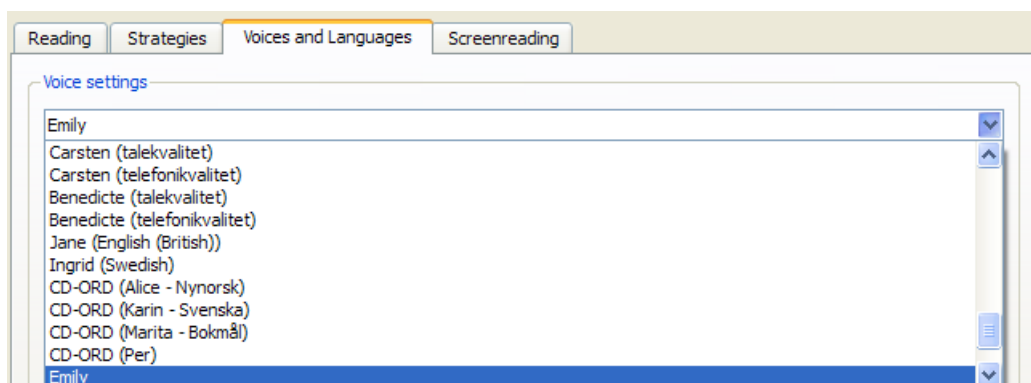 Reading Strategies Voices and Languages Screenreading
Voice settings
Emily
Carsten (talekvalitet)
Carsten (telefonikvalitet)
Benedicte (talekvalitet)
Benedicte (telefonikvalitet)
Jane (English (British))
Ingrid (Swedish)
CD-ORD (Alice - Nynorsk)
CD-ORD (Karin - Svenska)
CD-ORD (Marita - Bokmål)
CD-ORD (Per)
Emily